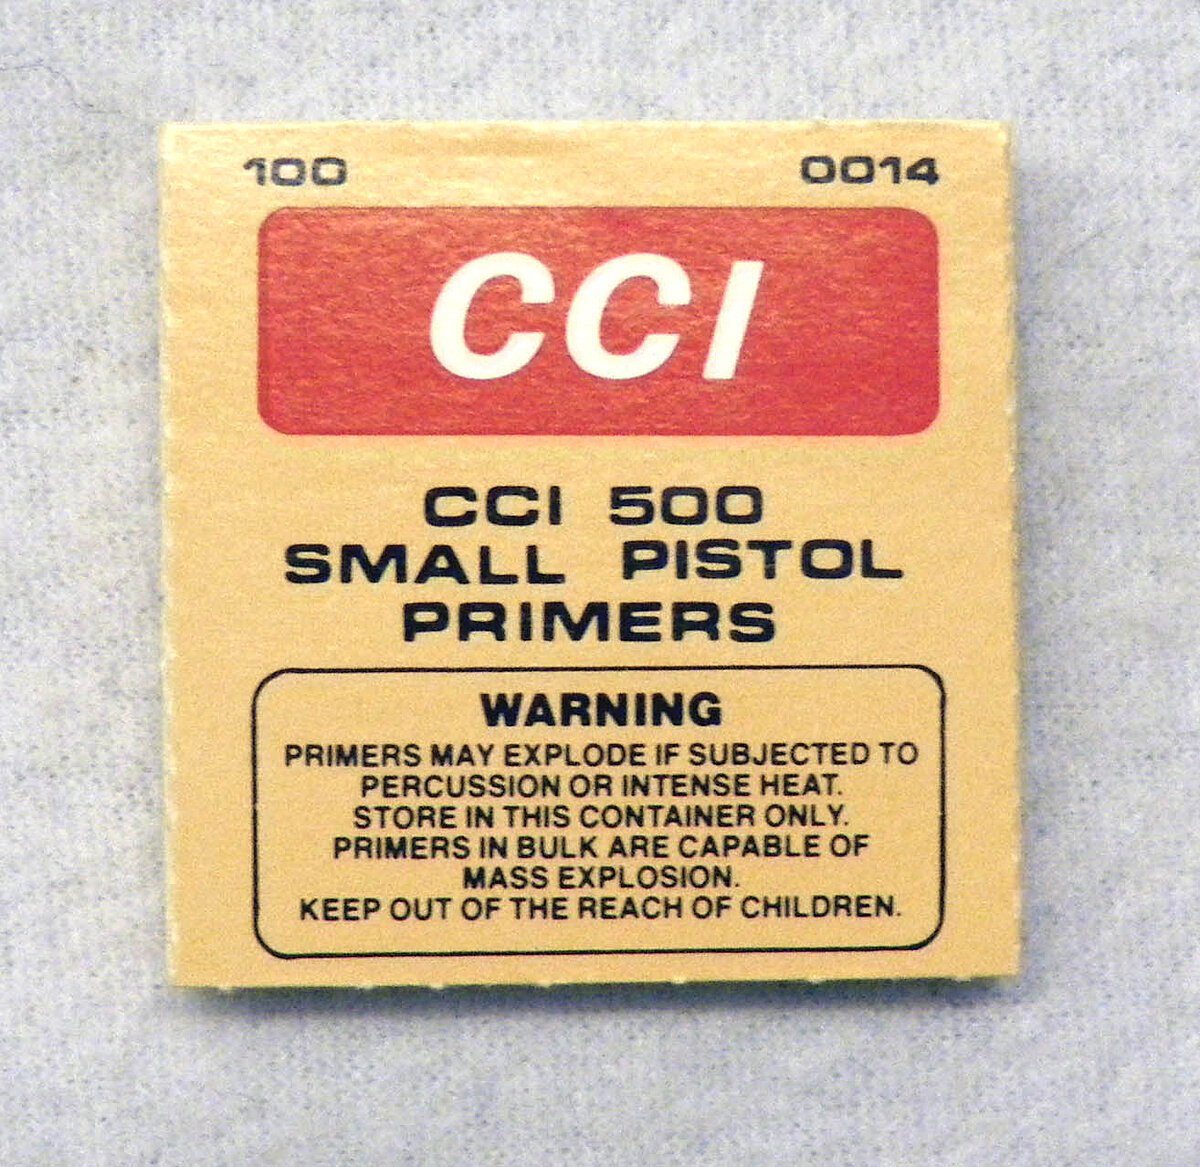 100 0014
CCI
CCI 500
SMALL PISTOL
PRIMERS
WARNING
PRIMERS MAY EXPLODE IF SUBJECTED TO
PERCUSSION OR INTENSE HEAT.
STORE IN THIS CONTAINER ONLY.
PRIMERS IN BULK ARE CAPABLE OF
MASS EXPLOSION.
KEEP OUT OF THE REACH OF CHILDREN.